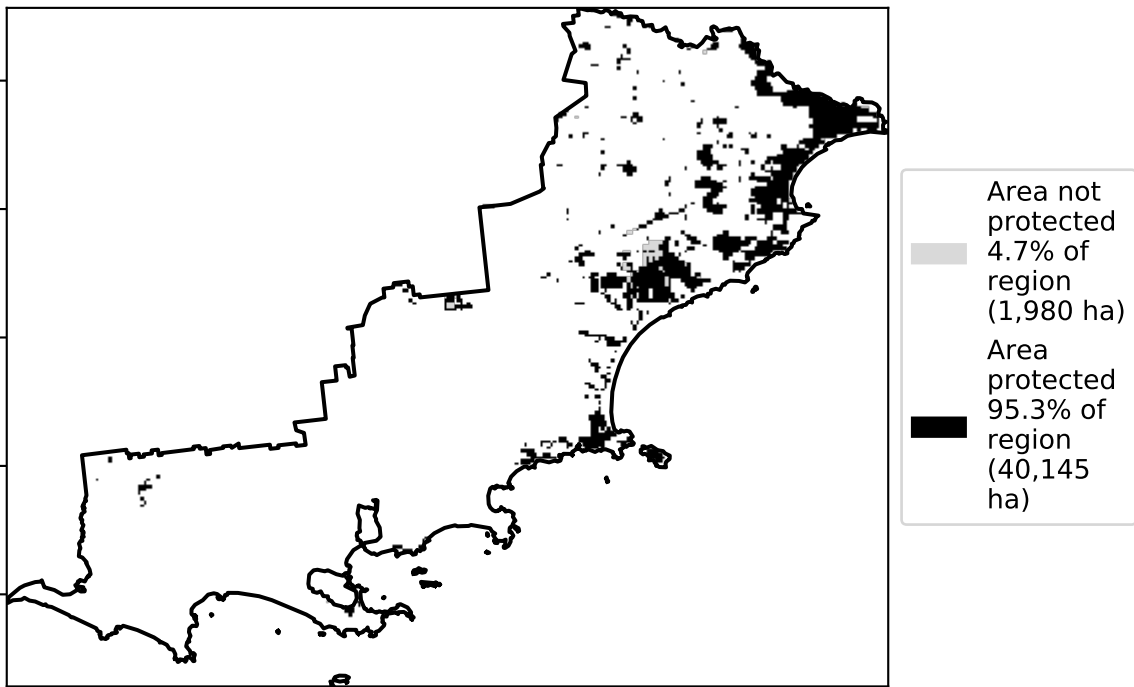 Area not
protected
4.7% of
region
(1,980 ha)
Area
protected
95.3% of
region
(40,145
ha)